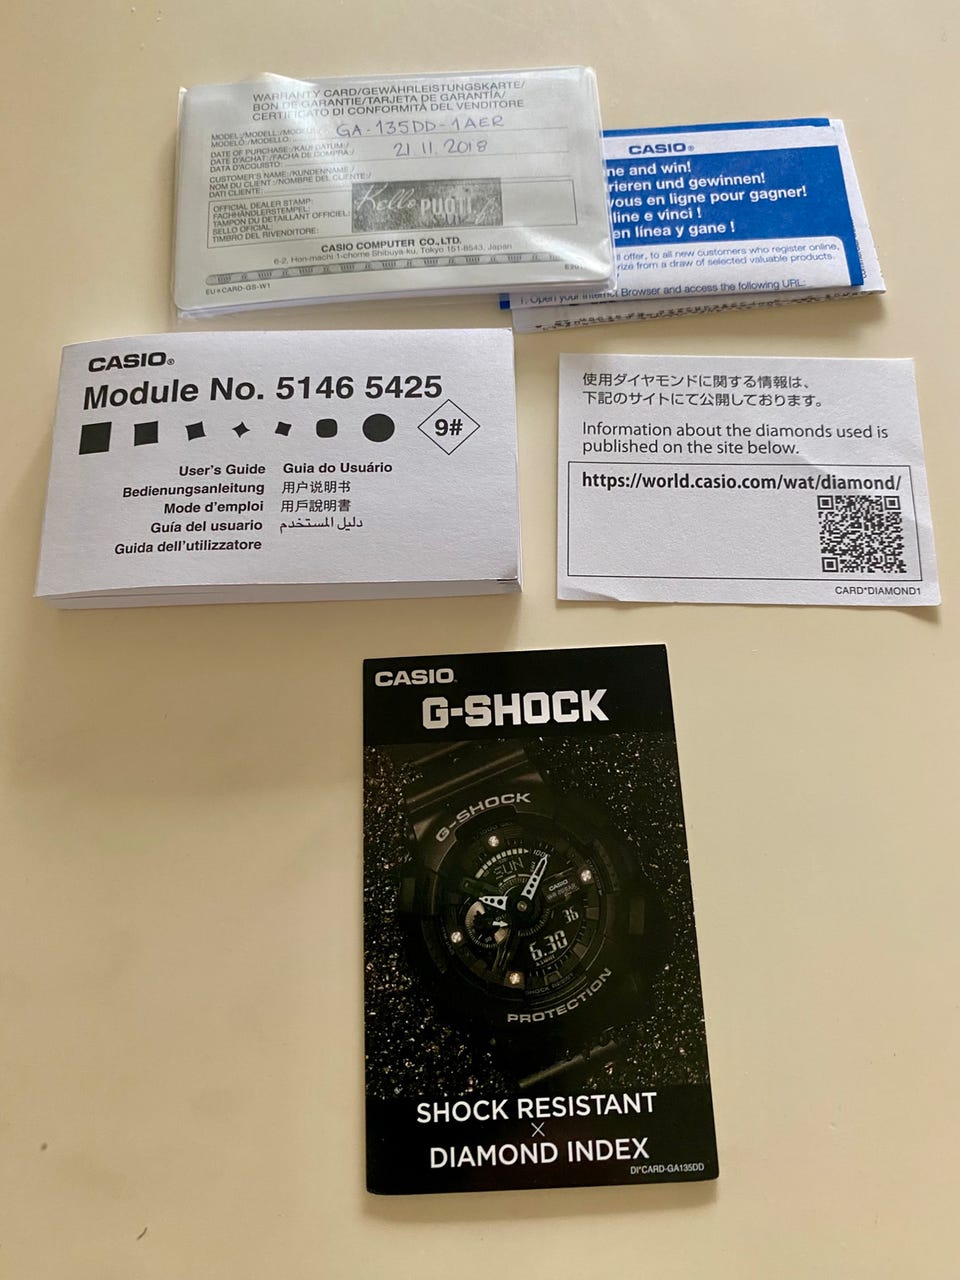 WARRANTY CARD/GEWÄHRLEISTUNGSKARTE/
BON DE GARANTIE/TARJETA DE GARANTÍA/
CERTIFICATO DI CONFORMITÀ DEL VENDITORE
MODEL:/MODELL:/MODÈLE:
MODELO:/MODELLO:
GA-135DD-1AER
DATE OF PURCHASE:/KAUFDATUM:/
DATE D'ACHAT:/FACHA DE COMPRA:/
DATA D'ACQUISTO:
21.11.2018
CUSTOMER'S NAME:/KUNDENNAME:/
NOM DU CLIENT:/NOMBRE DEL CLIENTE:/
DATI CLIENTE:
OFFICIAL DEALER STAMP:
FACHHÄNDLERSTEMPEL:
TAMPON DU DETAILLANT OFFICIEL:
SELLO OFICIAL:
TIMBRO DEL RIVENDITORE:
Kello
PUOTI.fi
CASIO COMPUTER CO.,LTD.
6-2, Hon-machi 1-chome Shibuya-ku, Tokyo 151-8543, Japan
EU*CARD-GS-W1
CASIO®
ne and win!
rieren und gewinnen!
vous en ligne pour gagner!
line e vinci !
en línea y gane !
offer, to all new customers who register online,
rize from a draw of selected valuable products.
1. Open your Internet Browser and access the following URL:
CASIO®
Module No. 5146 5425
9#
User's Guide Guia do Usuário
Bedienungsanleitung 用户说明书
Mode d'emploi 用戶說明書
Guía del usuario دليل المستخدم
Guida dell'utilizzatore
使用ダイヤモンドに関する情報は、
下記のサイトにて公開しております。
Information about the diamonds used is
published on the site below.
https://world.casio.com/wat/diamond/
CARD*DIAMOND1
CASIO
G-SHOCK
G-SHOCK
100
SUN
CASIO
36
6.30
SHOCK RESIST
PROTECTION
SHOCK RESISTANT
×
DIAMOND INDEX
DI*CARD-GA135DD